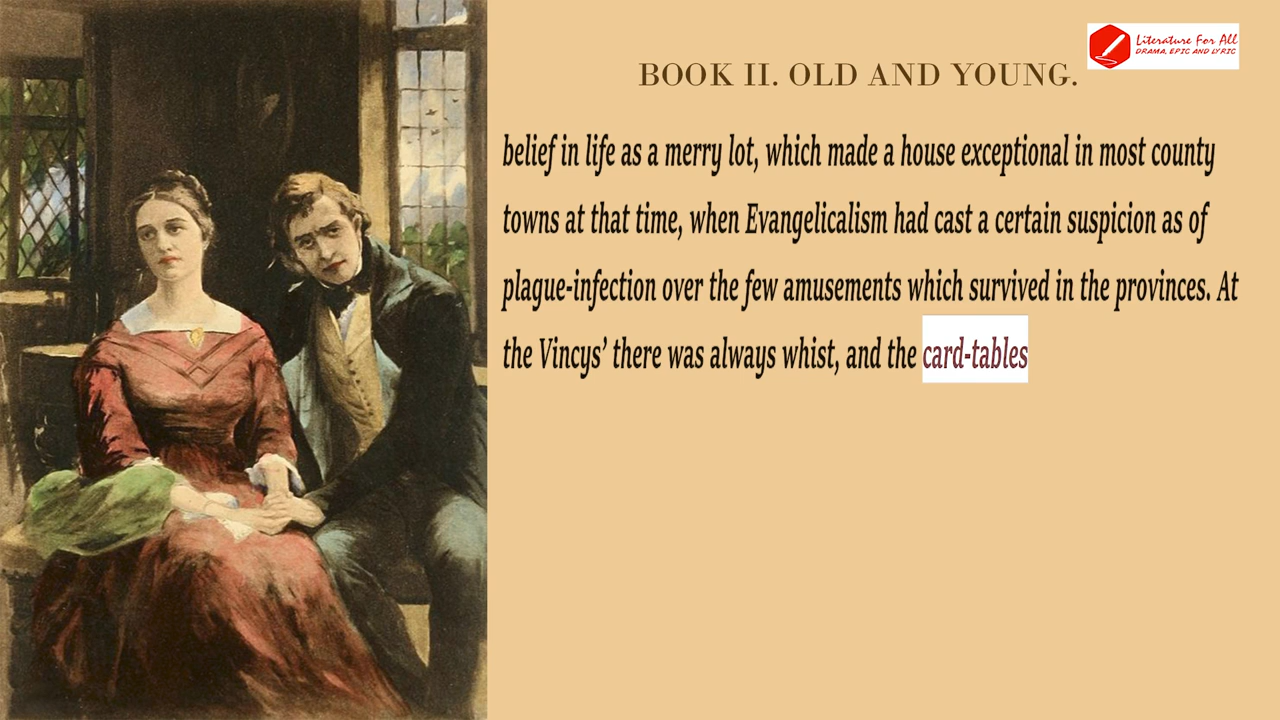 Literature For All
DRAMA, EPIC AND LYRIC
BOOK II. OLD AND YOUNG.
belief in life as a merry lot, which made a house exceptional in most county
towns at that time, when Evangelicalism had cast a certain suspicion as of
plague-infection over the few amusements which survived in the provinces. At
the Vincys’ there was always whist, and the card-tables